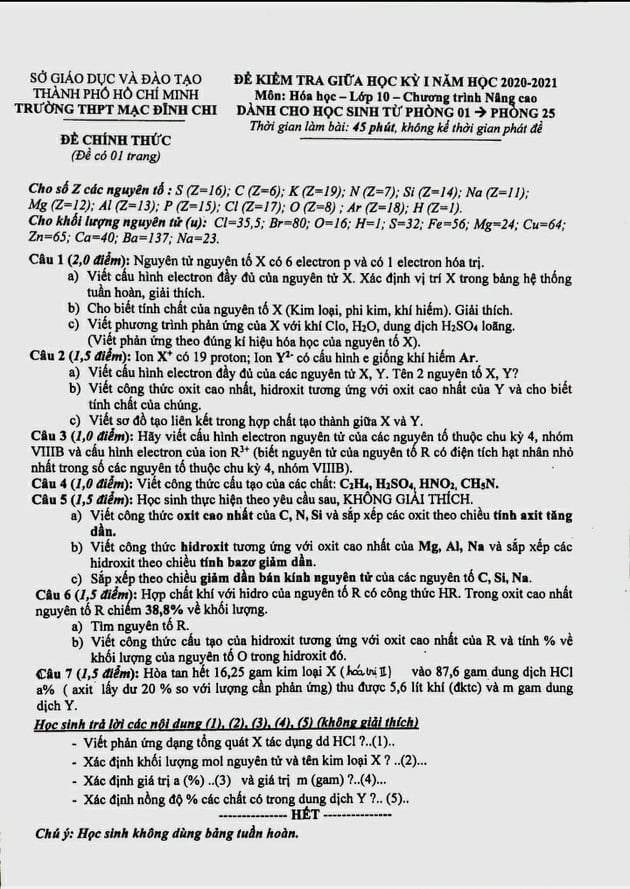 SỞ GIÁO DỤC VÀ ĐÀO TẠO
THÀNH PHỐ HỒ CHÍ MINH
TRƯỜNG THPT MẠC ĐĨNH CHI
ĐỀ CHÍNH THỨC
(Đề có 01 trang)
ĐỀ KIỂM TRA GIỮA HỌC KỲ I NĂM HỌC 2020-2021
Môn: Hóa học – Lớp 10 – Chương trình Nâng cao
DÀNH CHO HỌC SINH TỪ PHÒNG 01 → PHÒNG 25
Thời gian làm bài: 45 phút, không kể thời gian phát đề
Cho số Z các nguyên tố : S (Z=16); C (Z=6); K (Z=19); N (Z=7); Si (Z=14); Na (Z=11);
Mg (Z=12); Al (Z=13); P (Z=15); Cl (Z=17); O (Z=8) ; Ar (Z=18); H (Z=1).
Cho khối lượng nguyên tử (u): Cl=35,5; Br=80; O=16; H=1; S=32; Fe=56; Mg=24; Cu=64;
Zn=65; Ca=40; Ba=137; Na=23.
Câu 1 (2,0 điểm): Nguyên tử nguyên tố X có 6 electron p và có 1 electron hóa trị.
a) Viết cấu hình electron đầy đủ của nguyên tử X. Xác định vị trí X trong bảng hệ thống
tuần hoàn, giải thích.
b) Cho biết tính chất của nguyên tố X (Kim loại, phi kim, khí hiếm). Giải thích.
c) Viết phương trình phản ứng của X với khí Clo, H₂O, dung dịch H₂SO₄ loãng.
(Viết phản ứng theo đúng kí hiệu hóa học của nguyên tố X).
Câu 2 (1,5 điểm): Ion X⁺ có 19 proton; Ion Y²⁻ có cấu hình e giống khí hiếm Ar.
a) Viết cấu hình electron đầy đủ của các nguyên tử X, Y. Tên 2 nguyên tố X, Y?
b) Viết công thức oxit cao nhất, hidroxit tương ứng với oxit cao nhất của Y và cho biết
tính chất của chúng.
c) Viết sơ đồ tạo liên kết trong hợp chất tạo thành giữa X và Y.
Câu 3 (1,0 điểm): Hãy viết cấu hình electron nguyên tử của các nguyên tố thuộc chu kỳ 4, nhóm
VIIIB và cấu hình electron của ion R³⁺ (biết nguyên tử của nguyên tố R có điện tích hạt nhân nhỏ
nhất trong số các nguyên tố thuộc chu kỳ 4, nhóm VIIIB).
Câu 4 (1,0 điểm): Viết công thức cấu tạo của các chất: C₂H₄, H₂SO₄, HNO₂, CH₅N.
Câu 5 (1,5 điểm): Học sinh thực hiện theo yêu cầu sau, KHÔNG GIẢI THÍCH.
a) Viết công thức oxit cao nhất của C, N, Si và sắp xếp các oxit theo chiều tính axit tăng
dần.
b) Viết công thức hidroxit tương ứng với oxit cao nhất của Mg, Al, Na và sắp xếp các
hidroxit theo chiều tính bazơ giảm dần.
c) Sắp xếp theo chiều giảm dần bán kính nguyên tử của các nguyên tố C, Si, Na.
Câu 6 (1,5 điểm): Hợp chất khí với hidro của nguyên tố R có công thức HR. Trong oxit cao nhất
nguyên tố R chiếm 38,8% về khối lượng.
a) Tìm nguyên tố R.
b) Viết công thức cấu tạo của hidroxit tương ứng với oxit cao nhất của R và tính % về
khối lượng của nguyên tố O trong hidroxit đó.
Câu 7 (1,5 điểm): Hòa tan hết 16,25 gam kim loại X (hóa trị II) vào 87,6 gam dung dịch HCl
a% ( axit lấy dư 20 % so với lượng cần phản ứng) thu được 5,6 lít khí (đktc) và m gam dung
dịch Y.
Học sinh trả lời các nội dung (1), (2), (3), (4), (5) (không giải thích)
- Viết phản ứng dạng tổng quát X tác dụng dd HCl ?..(1)..
- Xác định khối lượng mol nguyên tử và tên kim loại X ? ..(2)...
- Xác định giá trị a (%) ..(3) và giá trị m (gam) ?..(4)...
- Xác định nồng độ % các chất có trong dung dịch Y ?.. (5)..
--------------- HẾT ---------------
Chú ý: Học sinh không dùng bảng tuần hoàn.